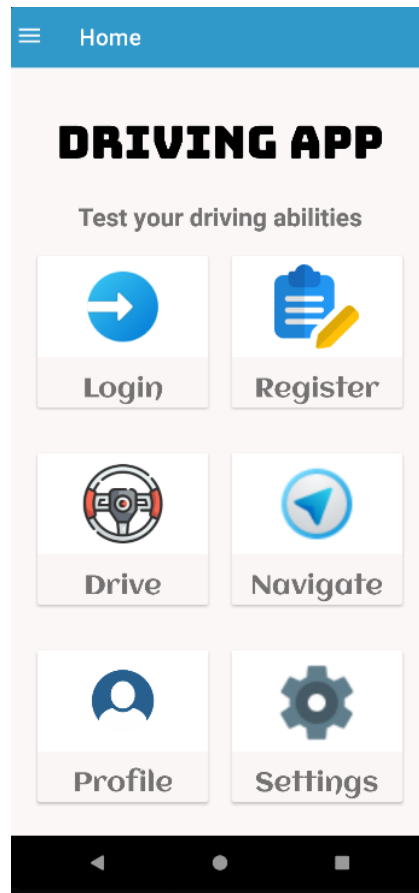 Home
DRIVING APP
Test your driving abilities
Login
Register
Drive
Navigate
Profile
Settings